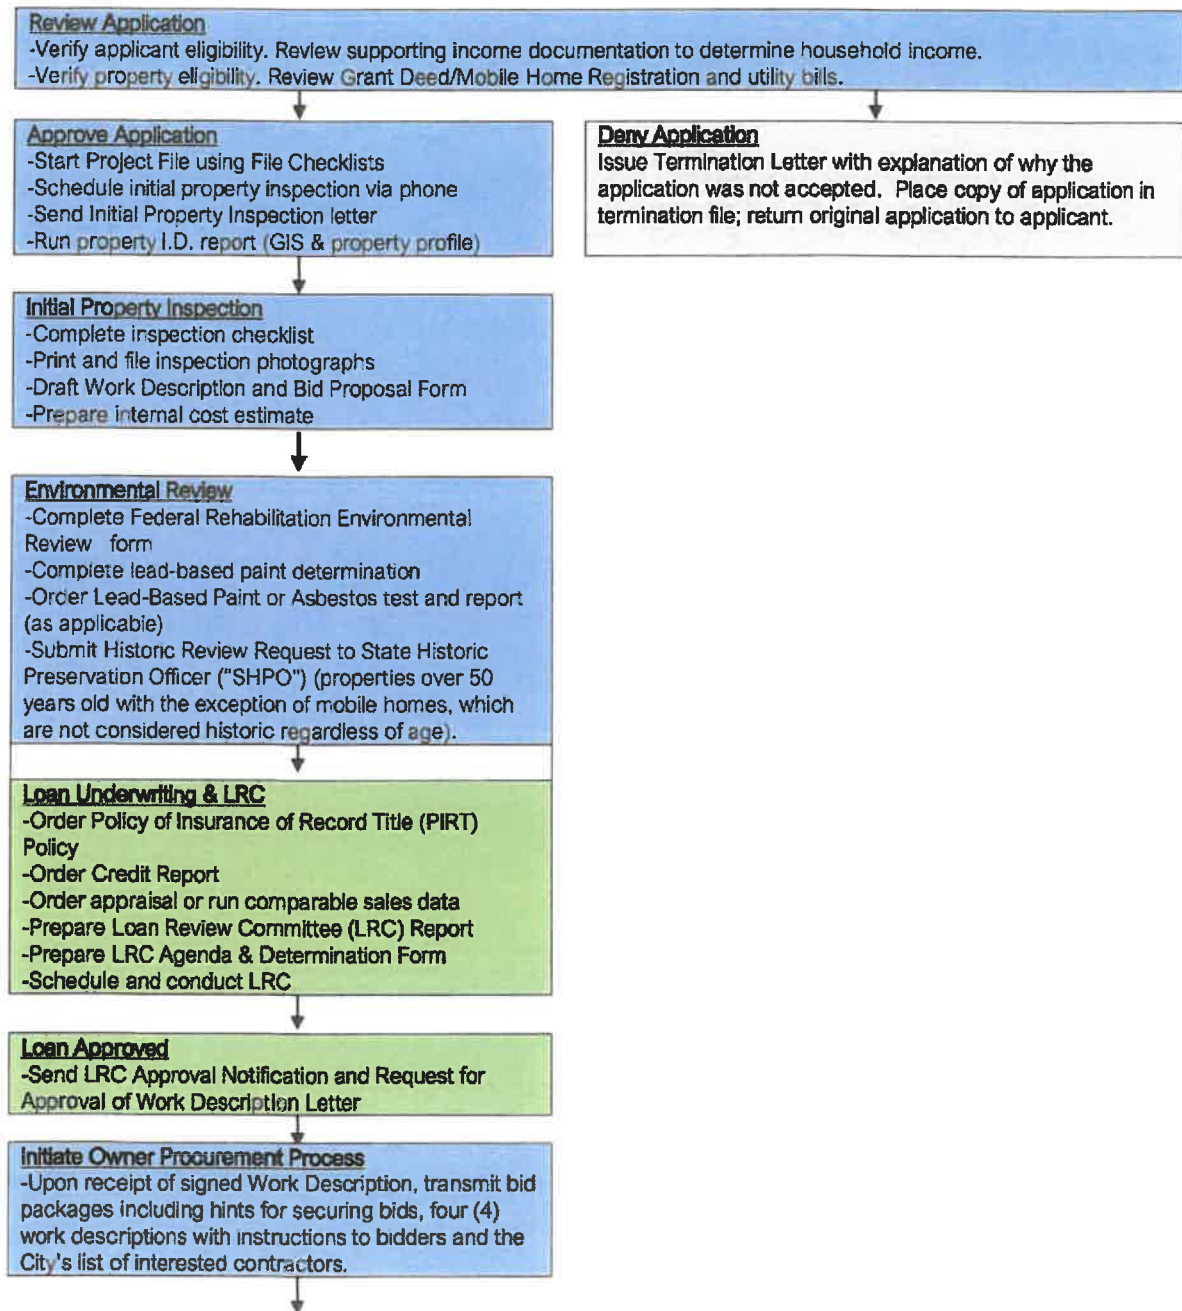 Review Application
-Verify applicant eligibility. Review supporting income documentation to determine household income.
-Verify property eligibility. Review Grant Deed/Mobile Home Registration and utility bills.
Approve Application
-Start Project File using File Checklists
-Schedule initial property inspection via phone
-Send Initial Property Inspection letter
-Run property I.D. report (GIS & property profile)
Deny Application
Issue Termination Letter with explanation of why the
application was not accepted.  Place copy of application in
termination file; return original application to applicant.
Initial Property Inspection
-Complete inspection checklist
-Print and file inspection photographs
-Draft Work Description and Bid Proposal Form
-Prepare internal cost estimate
Environmental Review
-Complete Federal Rehabilitation Environmental
Review  form
-Complete lead-based paint determination
-Order Lead-Based Paint or Asbestos test and report
(as applicable)
-Submit Historic Review Request to State Historic
Preservation Officer ("SHPO") (properties over 50
years old with the exception of mobile homes, which
are not considered historic regardless of age).
Loan Underwriting & LRC
-Order Policy of Insurance of Record Title (PIRT)
Policy
-Order Credit Report
-Order appraisal or run comparable sales data
-Prepare Loan Review Committee (LRC) Report
-Prepare LRC Agenda & Determination Form
-Schedule and conduct LRC
Loan Approved
-Send LRC Approval Notification and Request for
Approval of Work Description Letter
Initiate Owner Procurement Process
-Upon receipt of signed Work Description, transmit bid
packages including hints for securing bids, four (4)
work descriptions with instructions to bidders and the
City's list of interested contractors.